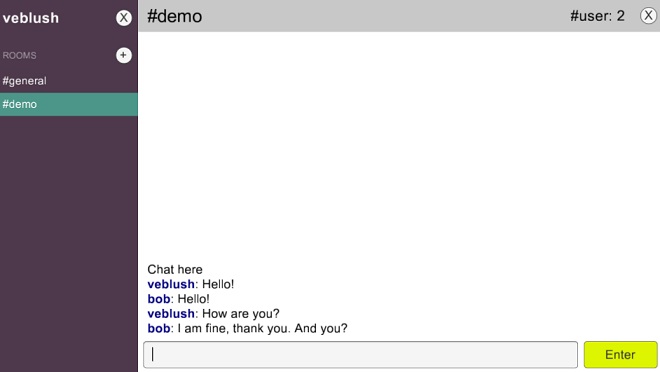 veblush X
ROOMS +
#general
#demo
#demo #user: 2 X
Chat here
veblush: Hello!
bob: Hello!
veblush: How are you?
bob: I am fine, thank you. And you?
Enter